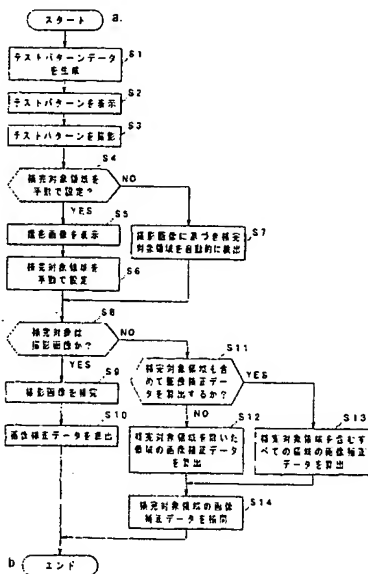 スタート a.
S1
テストパターンデータ
を生成
S2
テストパターンを表示
S3
テストパターンを撮影
S4
補完対象領域を
手動で設定?
NO
YES
S5
撮影画像を表示
S7
撮影画像に基づき補完
対象領域を自動的に検出
S6
補完対象領域を
手動で設定
S8
補完対象は
撮影画像か?
NO
YES
S9
撮影画像を補完
S11
補完対象領域も含
めて画像補正デー
タを算出するか?
YES
NO
S10
画像補正データを算出
S12
補完対象領域を除いた
領域の画像補正データ
を算出
S13
補完対象領域を含むす
べての領域の画像補正
データを算出
S14
補完対象領域の画像
補正データを補間
b エンド